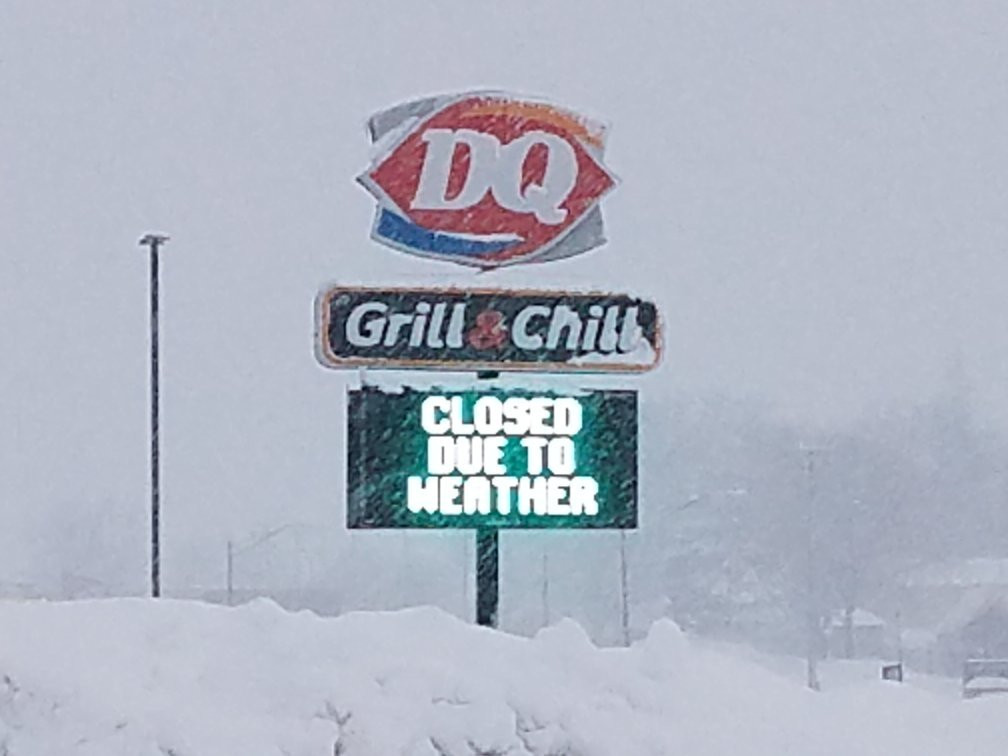 DQ
Grill & Chill
CLOSED
DUE TO
WEATHER